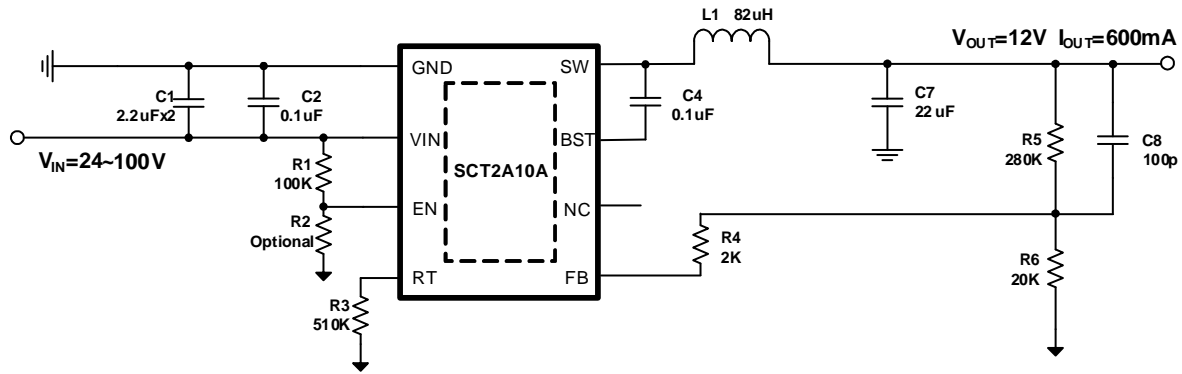 L1 82uH
VOUT=12V IOUT=600mA
GND
SW
C1
2.2uFx2
C2
0.1uF
C4
0.1uF
C7
22uF
R5
280K
C8
100p
VIN
BST
VIN=24~100V
R1
100K
SCT2A10A
EN
NC
R2
Optional
R4
2K
RT
FB
R6
20K
R3
510K